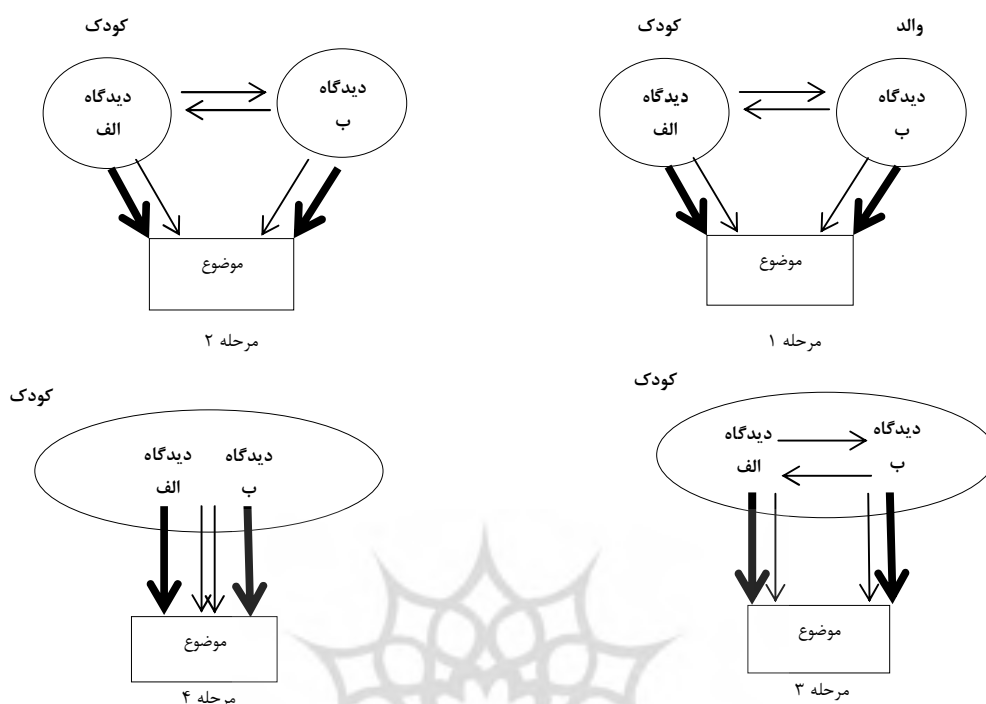 والد
کودک
دیدگاه
ب
دیدگاه
الف
موضوع
مرحله ۱
کودک
دیدگاه
ب
دیدگاه
الف
موضوع
مرحله ۲
کودک
دیدگاه
ب
دیدگاه
الف
موضوع
مرحله ۳
کودک
دیدگاه
ب
دیدگاه
الف
موضوع
مرحله ۴